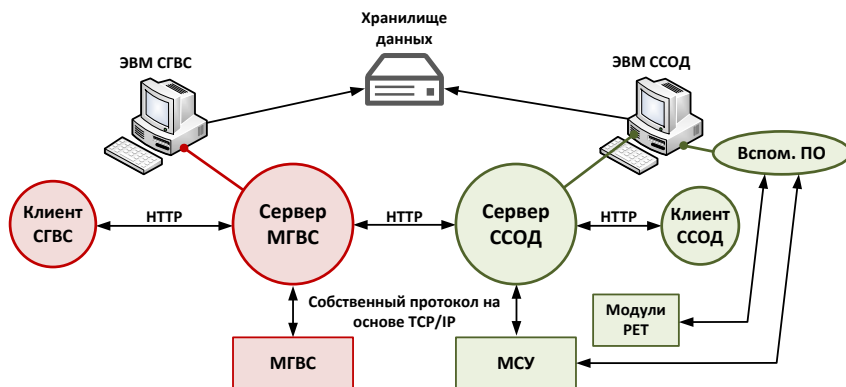 Хранилище
данных
ЭВМ СГВС
ЭВМ ССОД
Вспом. ПО
Клиент
СГВС
HTTP
Сервер
МГВС
HTTP
Сервер
ССОД
HTTP
Клиент
ССОД
Собственный протокол на
основе TCP/IP
Модули
РЕТ
МГВС
МСУ